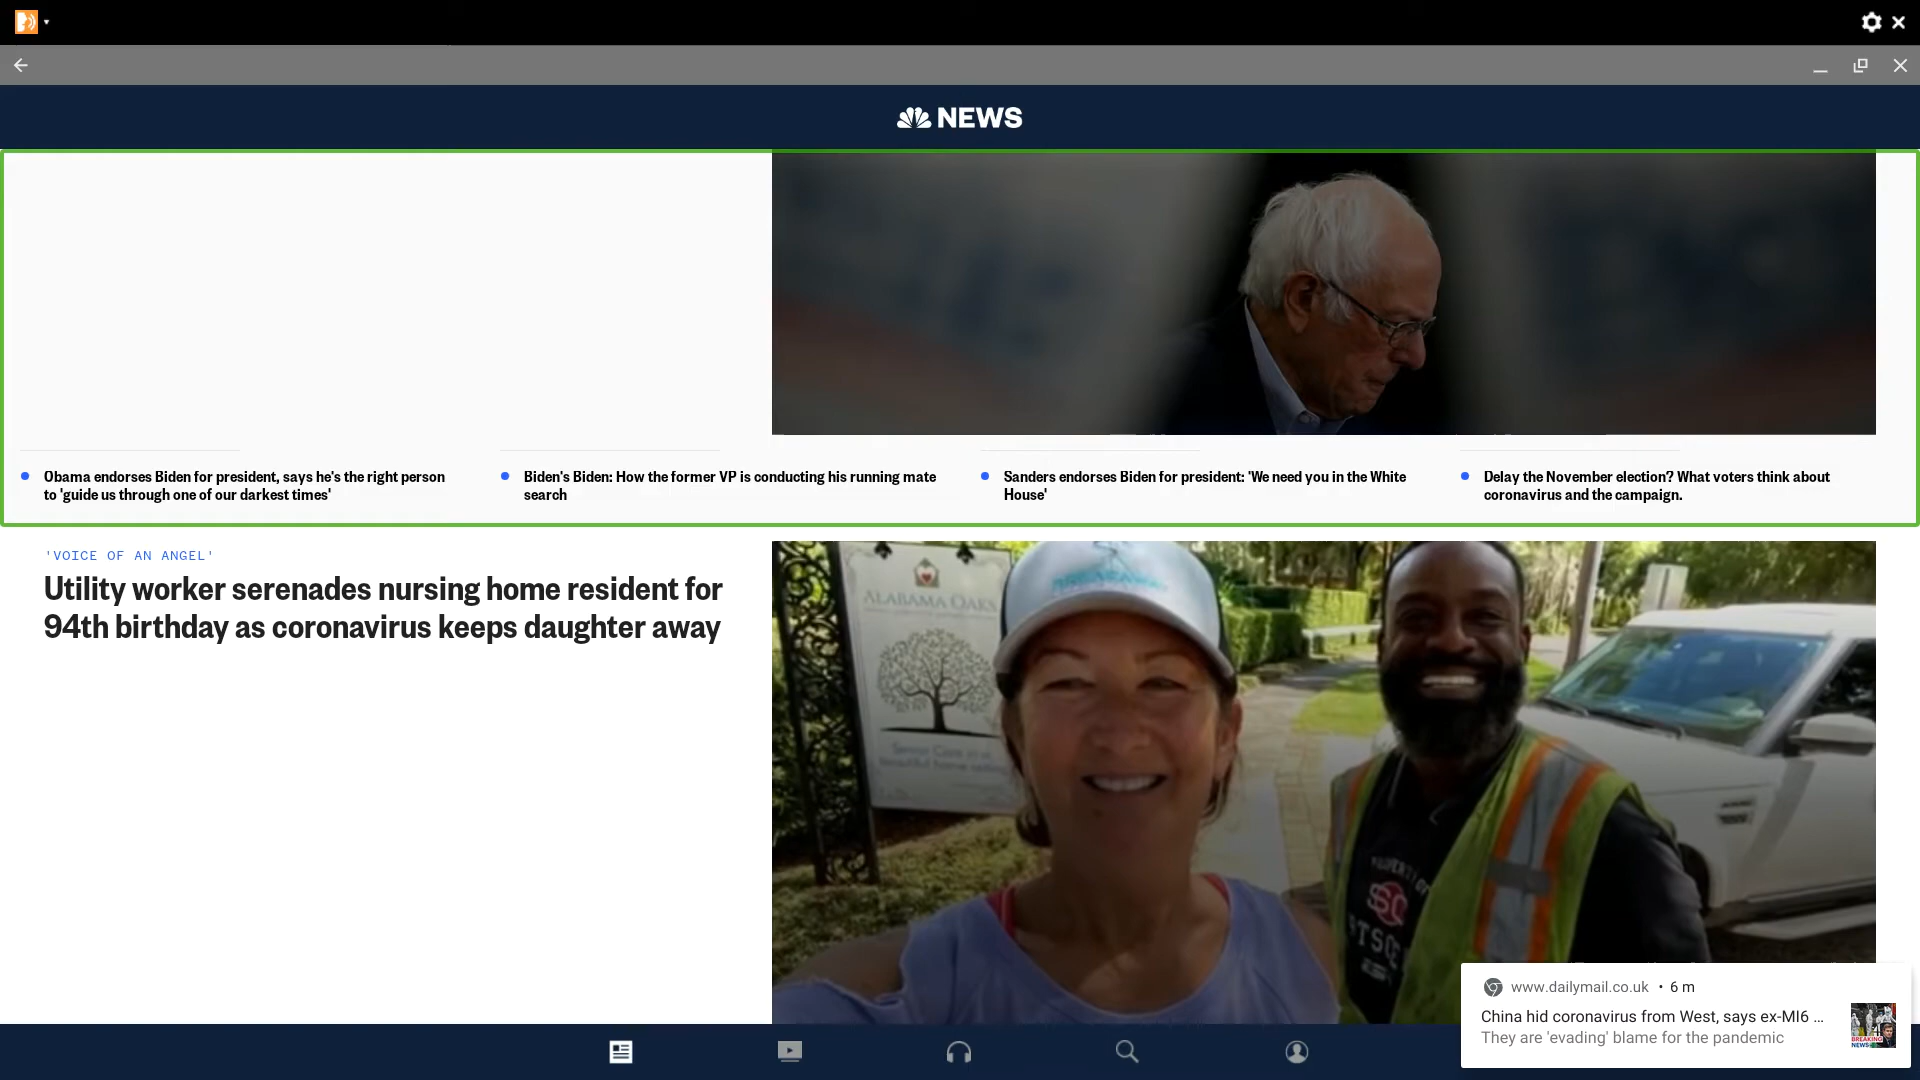 NEWS
Obama endorses Biden for president, says he's the right person
to 'guide us through one of our darkest times'
Biden's Biden: How the former VP is conducting his running mate
search
Sanders endorses Biden for president: 'We need you in the White
House'
Delay the November election? What voters think about
coronavirus and the campaign.
'VOICE OF AN ANGEL'
Utility worker serenades nursing home resident for
94th birthday as coronavirus keeps daughter away
ALABAMA OAKS
www.dailymail.co.uk • 6 m
China hid coronavirus from West, says ex-MI6 ...
They are 'evading' blame for the pandemic
BREAKING
NEWS